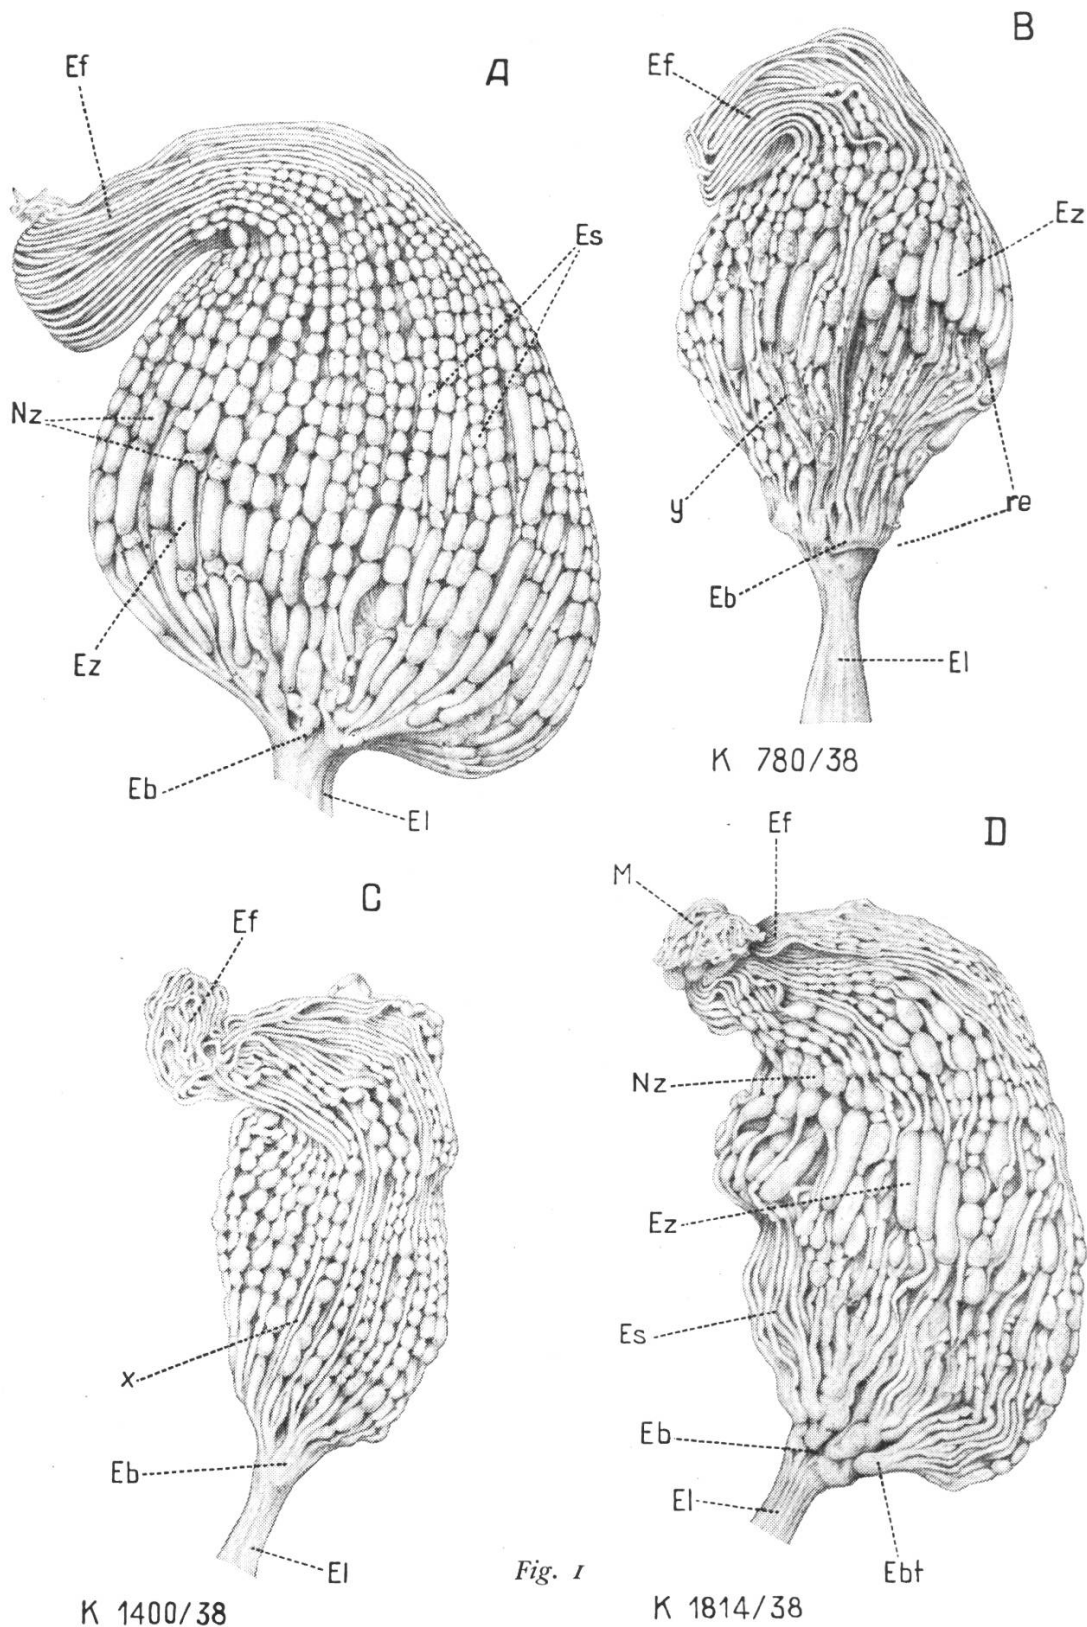 A
Ef
Es
Nz
Ez
Eb
El
B
Ef
Ez
y
re
Eb
El
K 780/38
C
Ef
x
Eb
El
K 1400/38
D
Ef
M
Nz
Ez
Es
Eb
El
Ebt
K 1814/38
Fig. 1